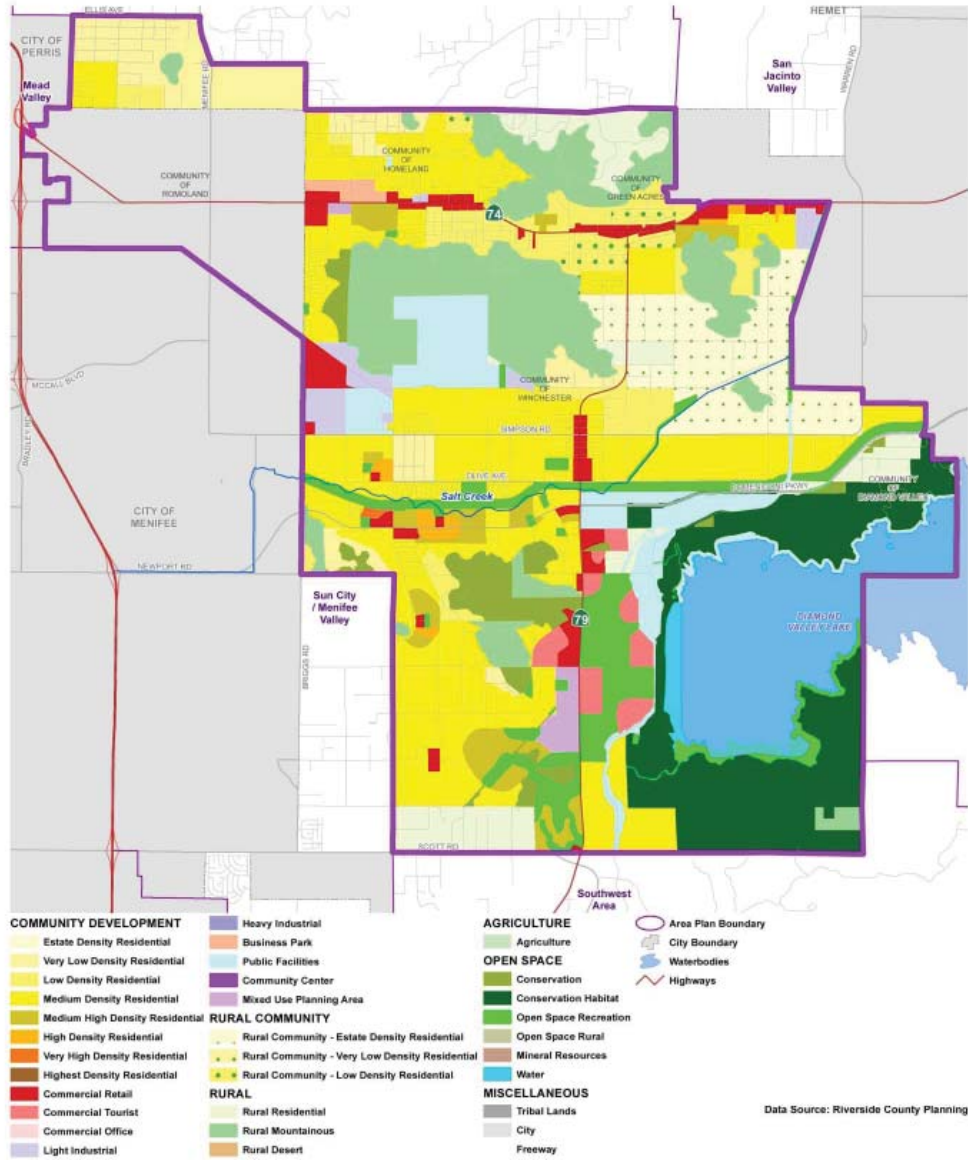 ELLIS AVE
HEMET
CITY OF
PERRIS
MENIFEE RD
WARREN RD
Mead
Valley
San
Jacinto
Valley
COMMUNITY
OF
HOMELAND
COMMUNITY
OF
ROMOLAND
COMMUNITY
OF
GREEN ACRES
74
MCCALL BLVD
COMMUNITY
OF
WINCHESTER
BRADLEY RD
SIMPSON RD
OLIVE AVE
COMMUNITY
OF
DIAMOND VALLEY
Salt Creek
CITY OF
MENIFEE
NEWPORT RD
Sun City
/ Menifee
Valley
79
DIAMOND
VALLEY LAKE
BRIGGS RD
SCOTT RD
Southwest
Area
COMMUNITY DEVELOPMENT
Estate Density Residential
Very Low Density Residential
Low Density Residential
Medium Density Residential
Medium High Density Residential
High Density Residential
Very High Density Residential
Highest Density Residential
Commercial Retail
Commercial Tourist
Commercial Office
Light Industrial
Heavy Industrial
Business Park
Public Facilities
Community Center
Mixed Use Planning Area
RURAL COMMUNITY
Rural Community - Estate Density Residential
Rural Community - Very Low Density Residential
Rural Community - Low Density Residential
RURAL
Rural Residential
Rural Mountainous
Rural Desert
AGRICULTURE
Agriculture
OPEN SPACE
Conservation
Conservation Habitat
Open Space Recreation
Open Space Rural
Mineral Resources
Water
MISCELLANEOUS
Tribal Lands
City
Freeway
Area Plan Boundary
City Boundary
Waterbodies
Highways
Data Source: Riverside County Planning